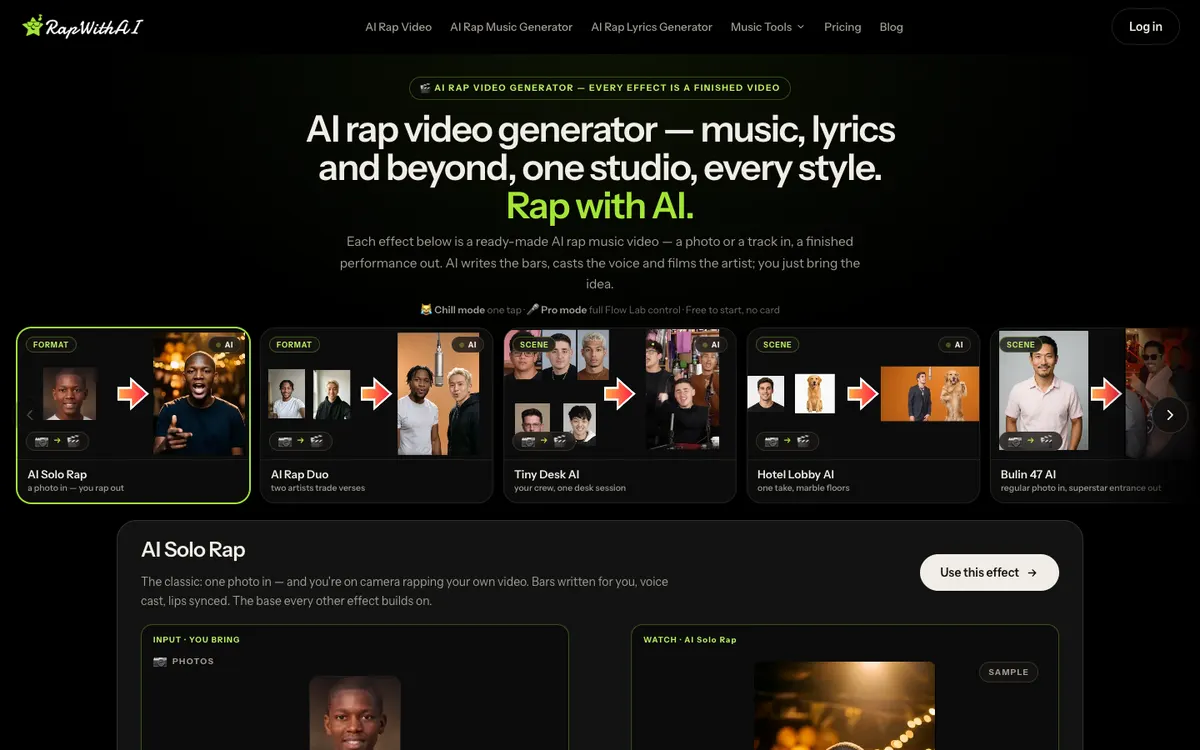 RapWithAI
AI Rap Video
AI Rap Music Generator
AI Rap Lyrics Generator
Music Tools
Pricing
Blog
Log in
AI RAP VIDEO GENERATOR — EVERY EFFECT IS A FINISHED VIDEO
AI rap video generator — music, lyrics
and beyond, one studio, every style.
Rap with AI.
Each effect below is a ready-made AI rap music video — a photo or a track in, a finished
performance out. AI writes the bars, casts the voice and films the artist; you just bring the
idea.
Chill mode one tap · Pro mode full Flow Lab control · Free to start, no card
FORMAT
AI
AI Solo Rap
a photo in — you rap out
FORMAT
AI
AI Rap Duo
two artists trade verses
SCENE
AI
Tiny Desk AI
your crew, one desk session
SCENE
AI
Hotel Lobby AI
one take, marble floors
SCENE
Bulin 47 AI
regular photo in, superstar entrance out
AI Solo Rap
The classic: one photo in — and you're on camera rapping your own video. Bars written for you, voice
cast, lips synced. The base every other effect builds on.
Use this effect →
INPUT · YOU BRING
PHOTOS
WATCH · AI Solo Rap
SAMPLE